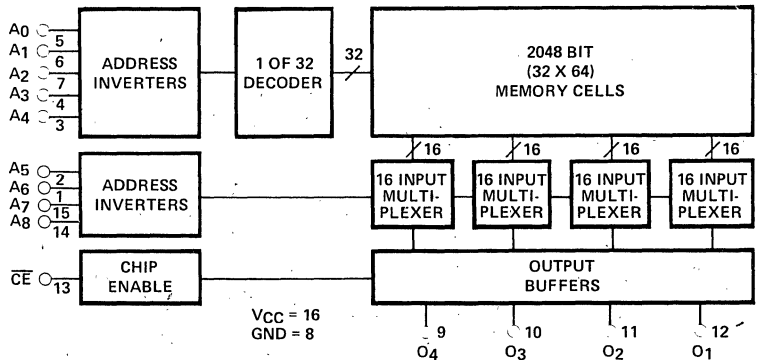 A0
5
A1
6
A2
7
A3
4
A4
3
ADDRESS
INVERTERS
1 OF 32
DECODER
32
2048 BIT
(32 X 64)
MEMORY CELLS
16
16
16
16
A5
2
A6
1
A7
15
A8
14
ADDRESS
INVERTERS
16 INPUT
MULTI-
PLEXER
16 INPUT
MULTI-
PLEXER
16 INPUT
MULTI-
PLEXER
16 INPUT
MULTI-
PLEXER
CE
13
CHIP
ENABLE
OUTPUT
BUFFERS
VCC = 16
GND = 8
9
10
11
12
O4
O3
O2
O1